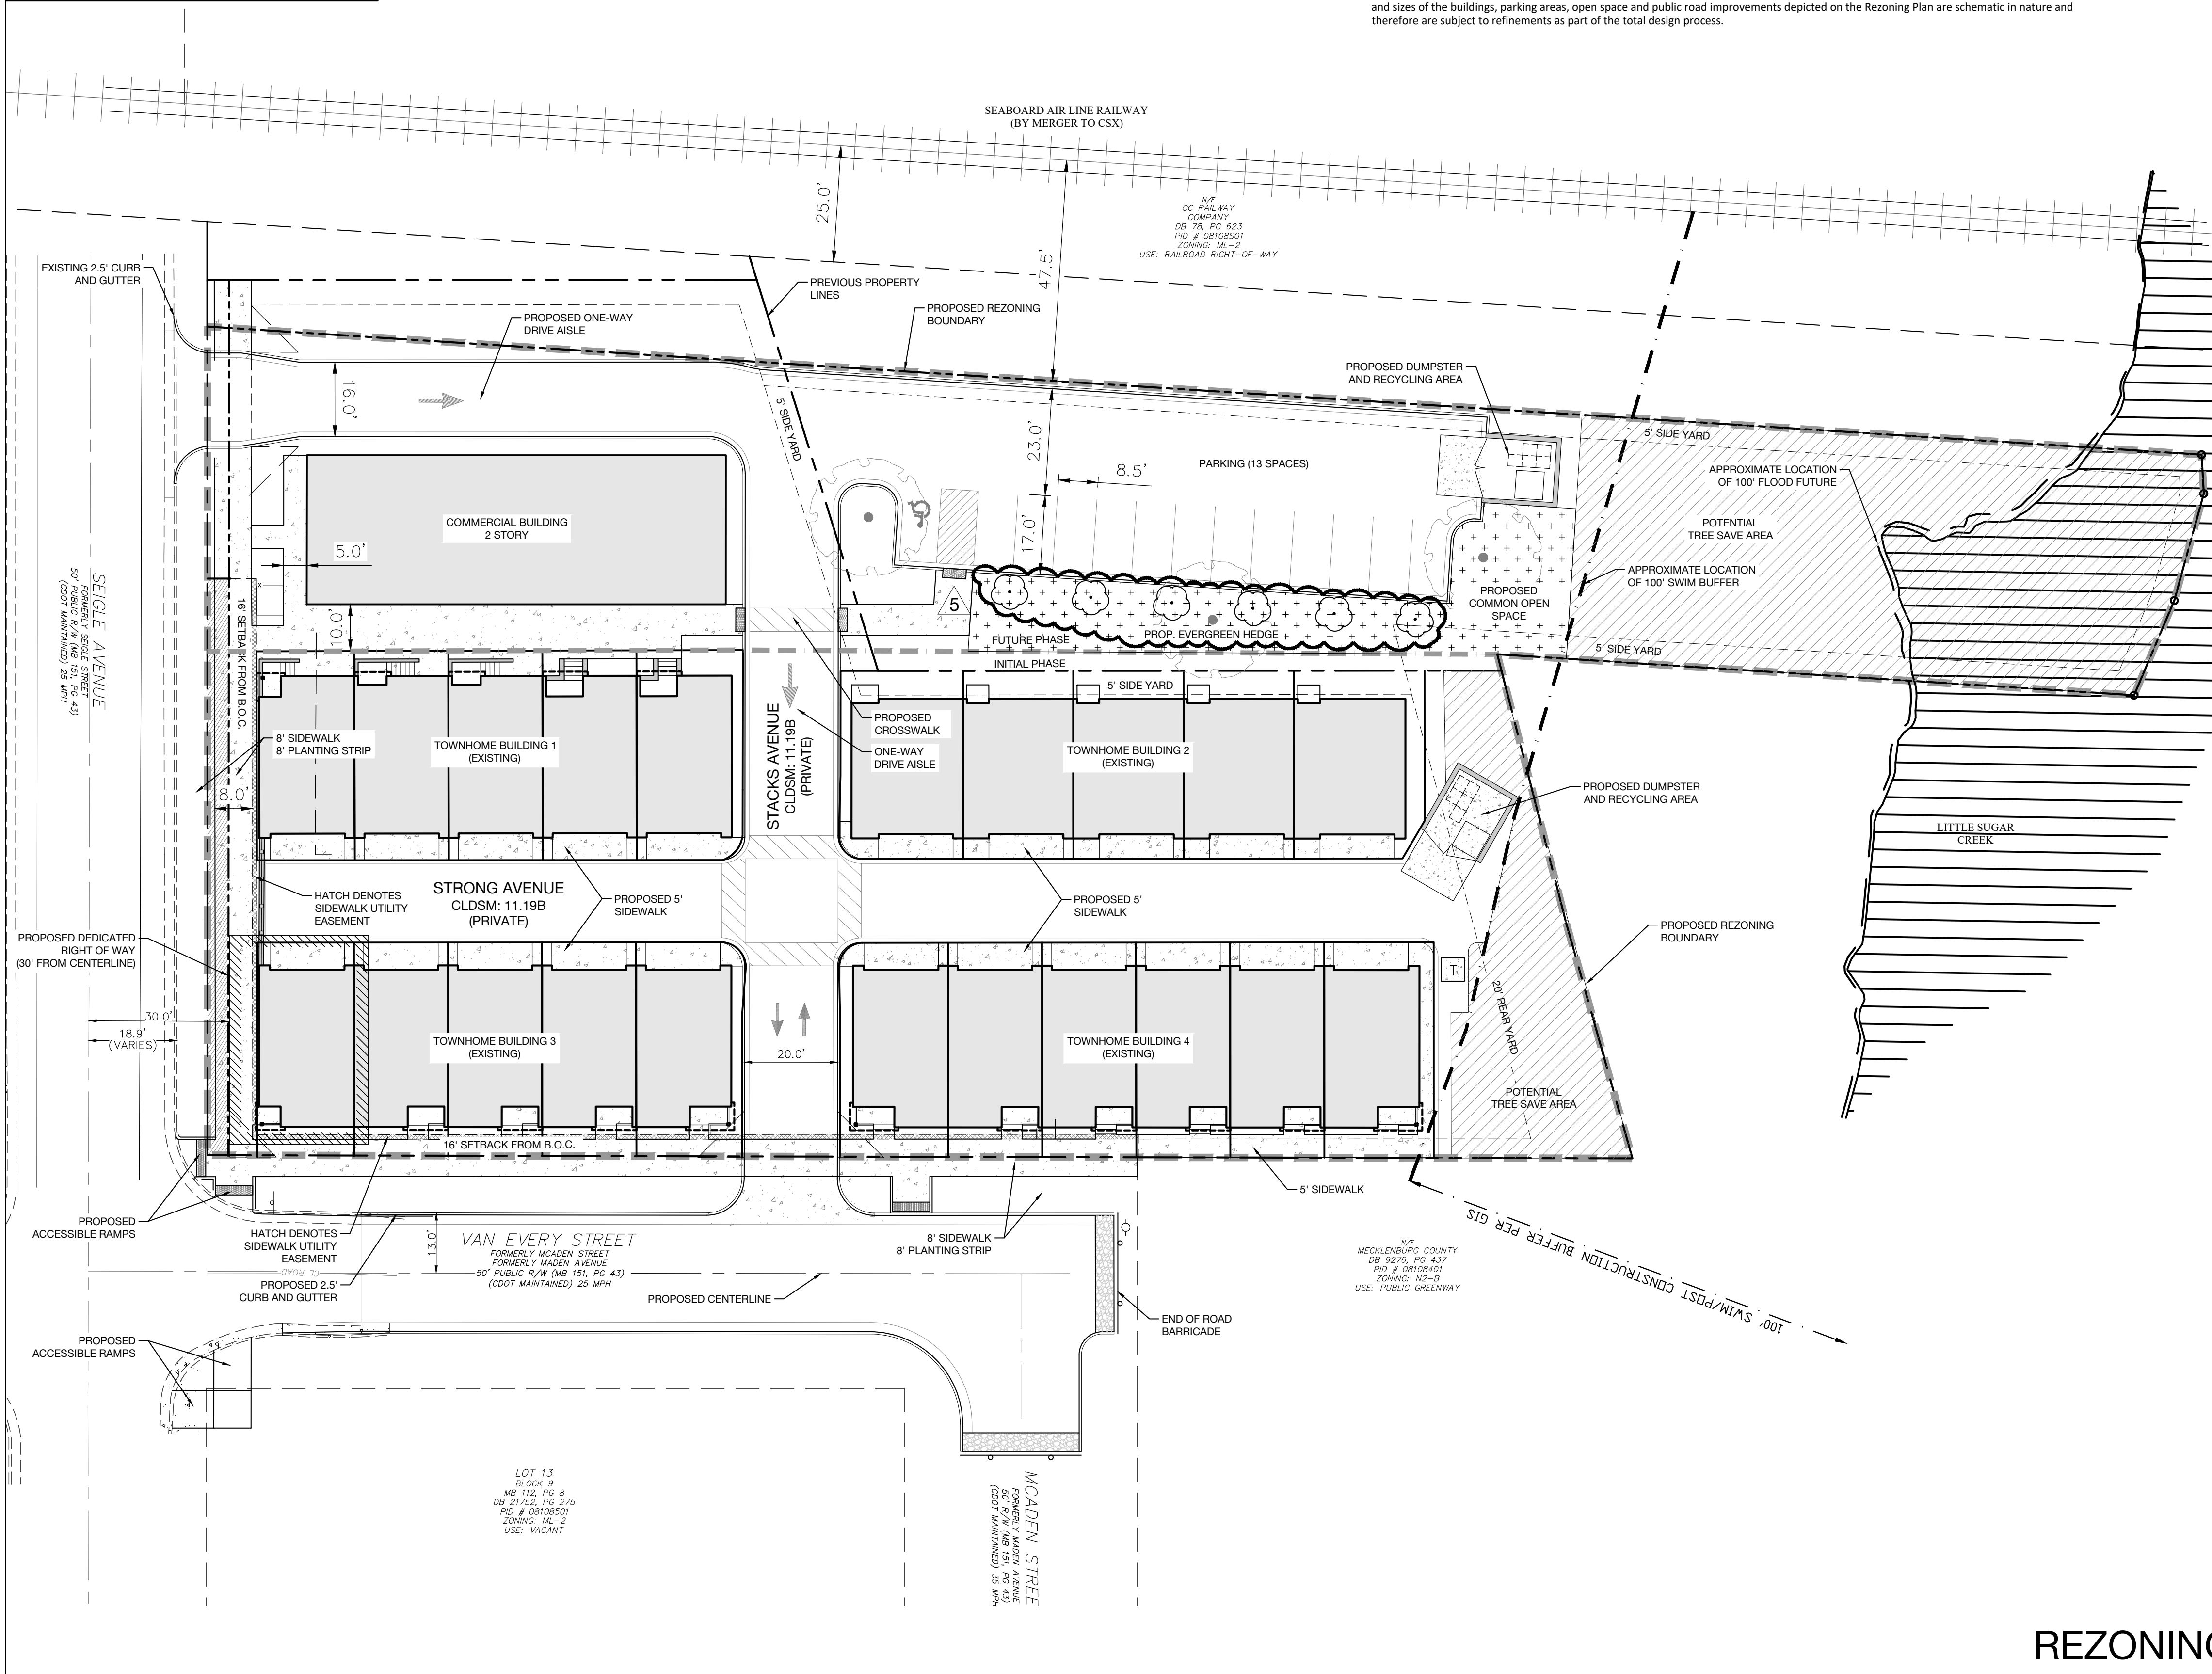 and sizes of the buildings, parking areas, open space and public road improvements depicted on the Rezoning Plan are schematic in nature and
therefore are subject to refinements as part of the total design process.
SEABOARD AIR LINE RAILWAY
(BY MERGER TO CSX)
25.0'
47.5'
N/F
CC RAILWAY
COMPANY
DB 78, PG 623
PID # 08108S01
ZONING: ML-2
USE: RAILROAD RIGHT-OF-WAY
EXISTING 2.5' CURB
AND GUTTER
PREVIOUS PROPERTY
LINES
PROPOSED ONE-WAY
DRIVE AISLE
PROPOSED REZONING
BOUNDARY
PROPOSED DUMPSTER
AND RECYCLING AREA
16.0'
5' SIDE YARD
23.0'
8.5'
PARKING (13 SPACES)
17.0'
5' SIDE YARD
APPROXIMATE LOCATION
OF 100' FLOOD FUTURE
POTENTIAL
TREE SAVE AREA
APPROXIMATE LOCATION
OF 100' SWIM BUFFER
COMMERCIAL BUILDING
2 STORY
5.0'
10.0'
5
PROPOSED
COMMON OPEN
SPACE
FUTURE PHASE
PROP. EVERGREEN HEDGE
INITIAL PHASE
5' SIDE YARD
5' SIDE YARD
SEIGLE AVENUE
FORMERLY SEIGLE STREET
50' PUBLIC R/W (MB 151, PG 43)
(CDOT MAINTAINED) 25 MPH
16' SETBACK FROM B.O.C.
8' SIDEWALK
8' PLANTING STRIP
8.0'
TOWNHOME BUILDING 1
(EXISTING)
STACKS AVENUE
CLDSM: 11.19B
(PRIVATE)
PROPOSED
CROSSWALK
ONE-WAY
DRIVE AISLE
TOWNHOME BUILDING 2
(EXISTING)
PROPOSED DUMPSTER
AND RECYCLING AREA
LITTLE SUGAR
CREEK
HATCH DENOTES
SIDEWALK UTILITY
EASEMENT
STRONG AVENUE
CLDSM: 11.19B
(PRIVATE)
PROPOSED 5'
SIDEWALK
PROPOSED 5'
SIDEWALK
PROPOSED REZONING
BOUNDARY
PROPOSED DEDICATED
RIGHT OF WAY
(30' FROM CENTERLINE)
T
20' REAR YARD
30.0'
18.9'
(VARIES)
TOWNHOME BUILDING 3
(EXISTING)
20.0'
TOWNHOME BUILDING 4
(EXISTING)
POTENTIAL
TREE SAVE AREA
16' SETBACK FROM B.O.C.
5' SIDEWALK
PROPOSED
ACCESSIBLE RAMPS
HATCH DENOTES
SIDEWALK UTILITY
EASEMENT
13.0'
VAN EVERY STREET
FORMERLY MCADEN STREET
FORMERLY MADEN AVENUE
50' PUBLIC R/W (MB 151, PG 43)
(CDOT MAINTAINED) 25 MPH
CL ROAD
PROPOSED 2.5'
CURB AND GUTTER
8' SIDEWALK
8' PLANTING STRIP
PROPOSED CENTERLINE
N/F
MECKLENBURG COUNTY
DB 9276, PG 437
PID # 08108401
ZONING: N2-B
USE: PUBLIC GREENWAY
100' SWIM/POST CONSTRUCTION BUFFER PER GIS
END OF ROAD
BARRICADE
PROPOSED
ACCESSIBLE RAMPS
LOT 13
BLOCK 9
MB 112, PG 8
DB 21752, PG 275
PID # 08108501
ZONING: ML-2
USE: VACANT
MCADEN STREE
FORMERLY MADEN AVENUE
50' R/W (MB 151, PG 43)
(CDOT MAINTAINED) 35 MPH
REZONING